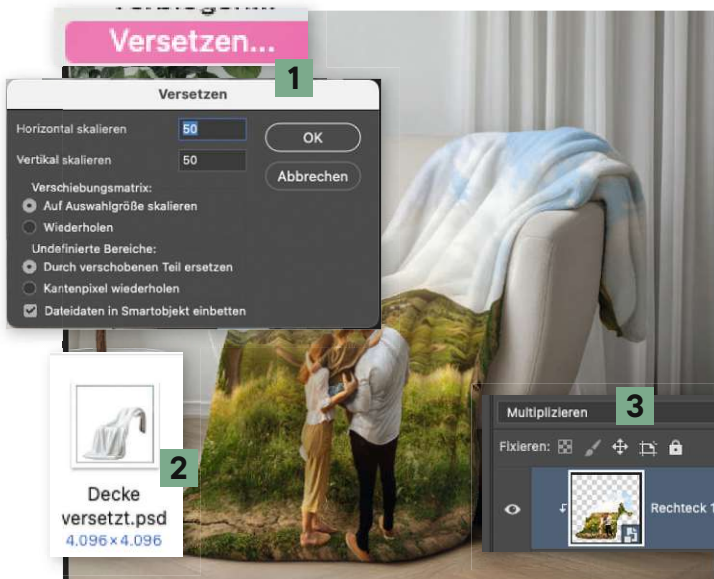 Versetzen...
1
Versetzen
Horizontal skalieren 50
OK
Vertikal skalieren 50
Abbrechen
Verschiebungsmatrix:
Auf Auswahlgröße skalieren
Wiederholen
Undefinierte Bereiche:
Durch verschobenen Teil ersetzen
Kantenpixel wiederholen
Dateidaten in Smartobjekt einbetten
2
Decke
versetzt.psd
4.096×4.096
Multiplizieren
3
Fixieren:
Rechteck 1